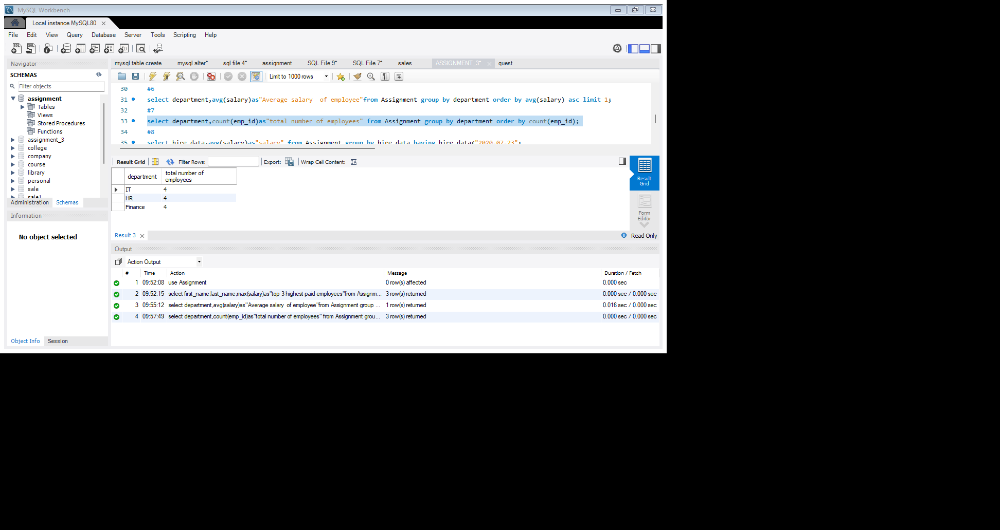 MySQL Workbench
Local instance MySQL80
File Edit View Query Database Server Tools Scripting Help
Navigator
SCHEMAS
Filter objects
assignment
Tables
Views
Stored Procedures
Functions
assignment_3
college
company
course
library
personal
sale
sale1
Administration Schemas
Information
No object selected
Object Info Session
mysql table create mysql alter* sql file 4* assignment SQL File 9* SQL File 7* sales ASSIGNMENT_3* quest
Limit to 1000 rows
30 #6
31 select department,avg(salary)as"Average salary  of employee"from Assignment group by department order by avg(salary) asc limit 1;
32 #7
33 select department,count(emp_id)as"total number of employees" from Assignment group by department order by count(emp_id);
34 #8
35 select hire_data,avg(salary)as"salary" from Assignment group by hire_data having hire_data<"2020-07-23";
Result Grid Filter Rows: Export: Wrap Cell Content:
department total number of employees
IT 4
HR 4
Finance 4
Result Grid
Form Editor
Result 3 Read Only
Output
Action Output
# Time Action Message Duration / Fetch
1 09:52:08 use Assignment 0 row(s) affected 0.000 sec
2 09:52:15 select first_name,last_name,max(salary)as"top 3 highest-paid employees"from Assignm... 3 row(s) returned 0.000 sec / 0.000 sec
3 09:55:12 select department,avg(salary)as"Average salary  of employee"from Assignment group ... 1 row(s) returned 0.016 sec / 0.000 sec
4 09:57:49 select department,count(emp_id)as"total number of employees" from Assignment grou... 3 row(s) returned 0.000 sec / 0.000 sec